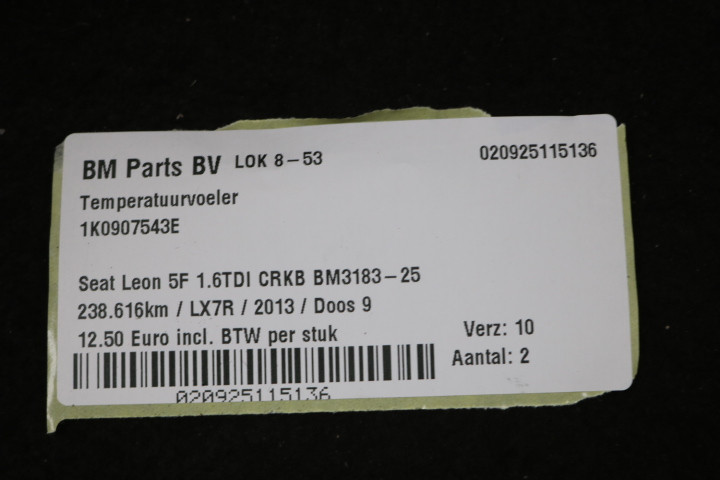 BM Parts BV LOK 8-53 020925115136
Temperatuurvoeler
1K0907543E
Seat Leon 5F 1.6TDI CRKB BM3183-25
238.616km / LX7R / 2013 / Doos 9
12.50 Euro incl. BTW per stuk Verz: 10
Aantal: 2
020925115136